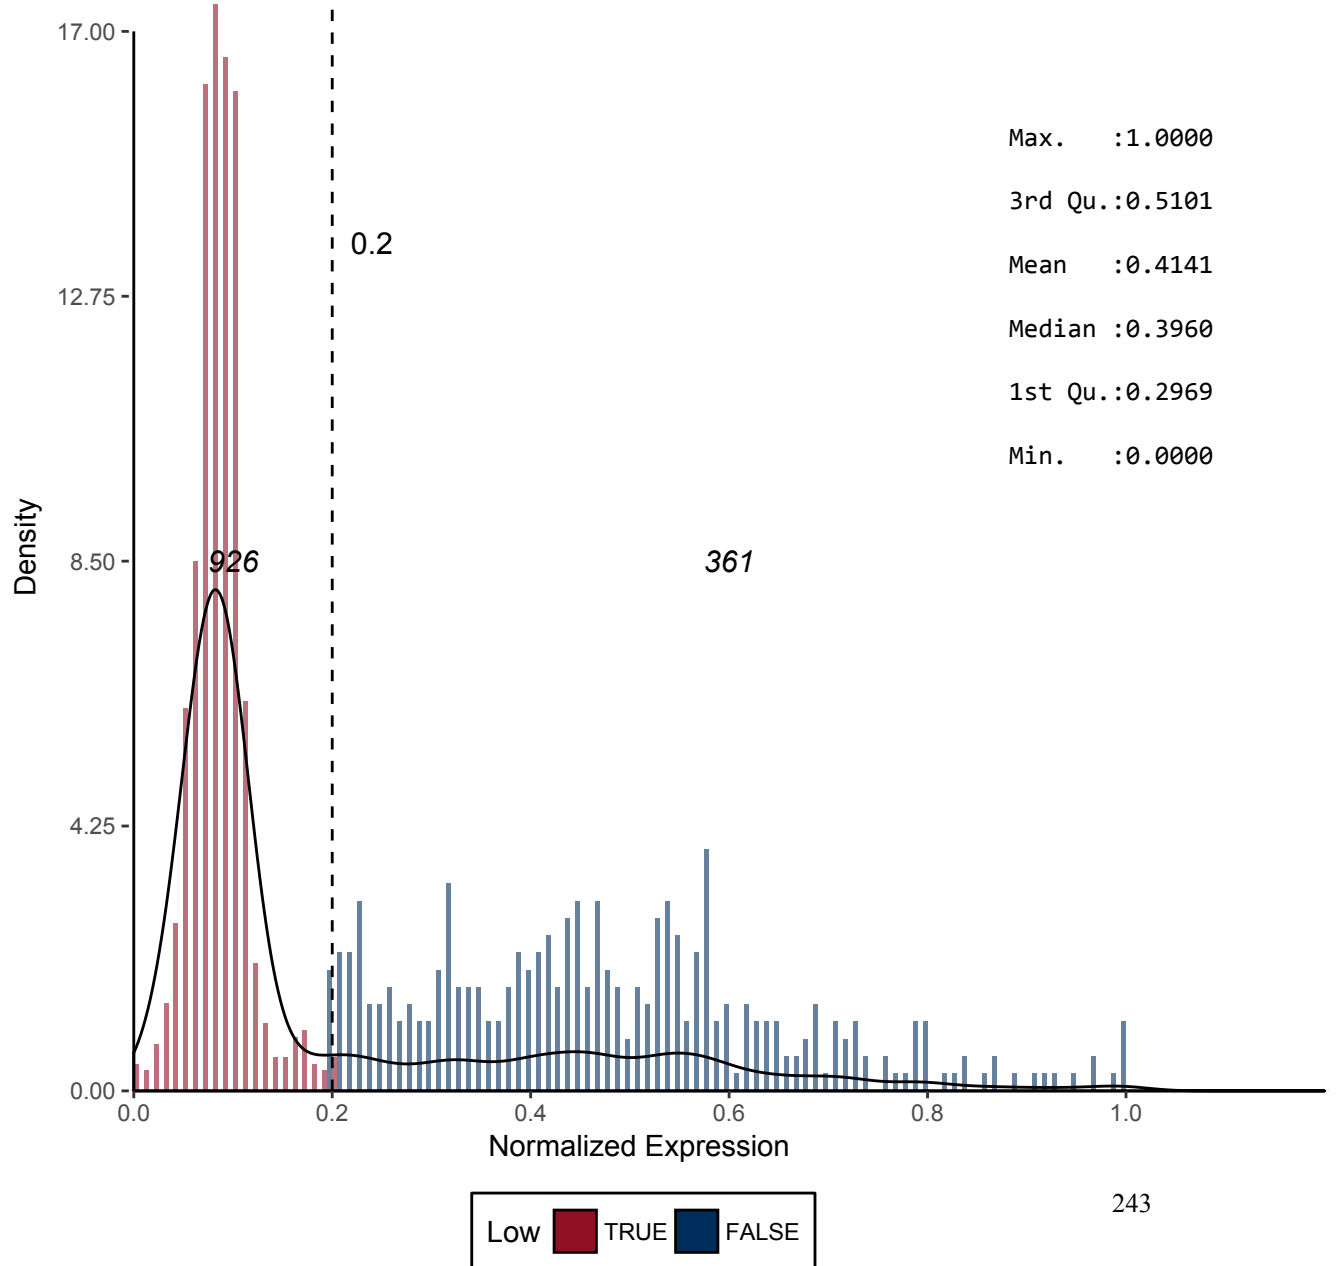 17.00
12.75
8.50
4.25
0.00
Density
0.2
926
361
Max.   :1.0000
3rd Qu.:0.5101
Mean   :0.4141
Median :0.3960
1st Qu.:0.2969
Min.   :0.0000
0.0 0.2 0.4 0.6 0.8 1.0
Normalized Expression
Low TRUE FALSE
243